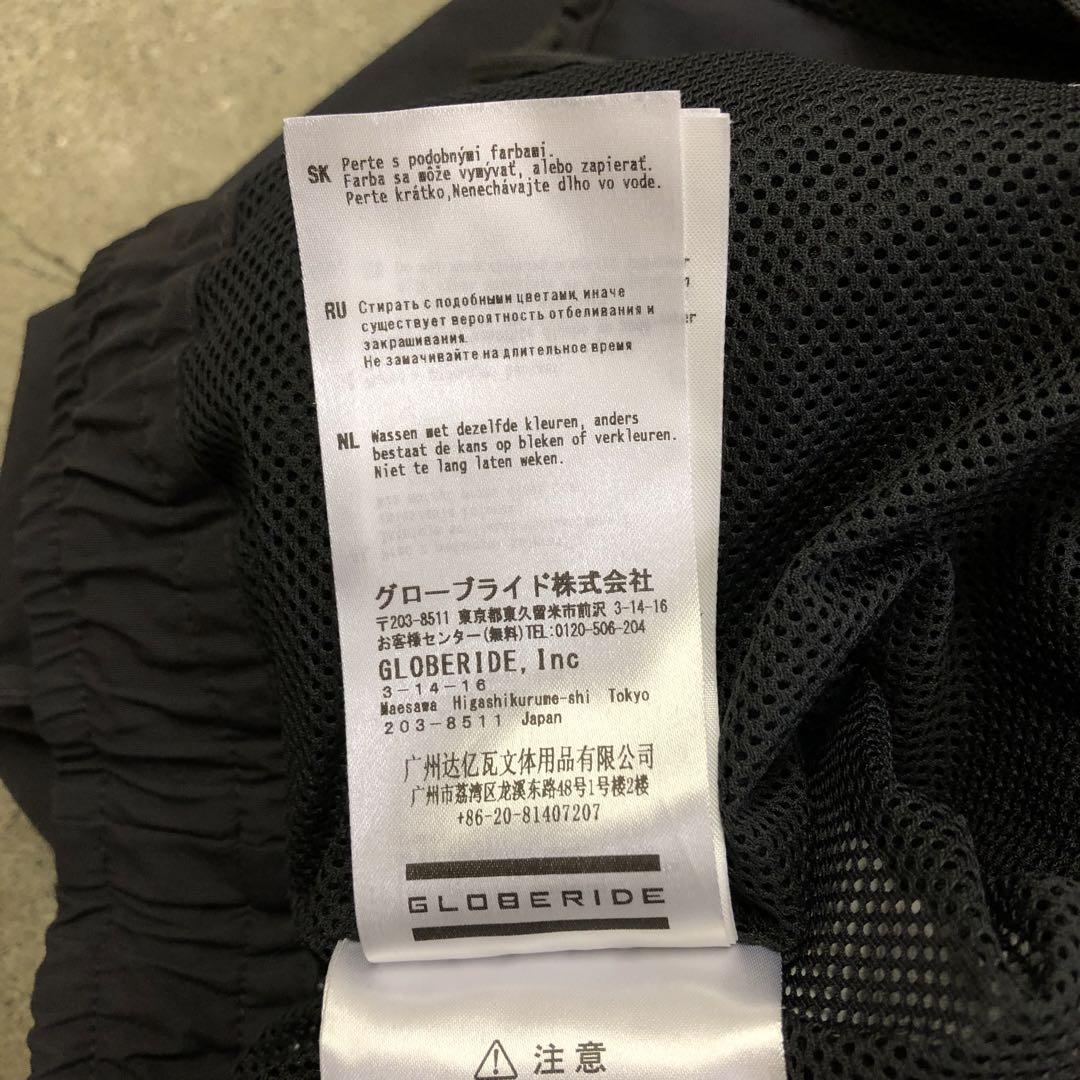 SK Perte s podobnými farbami.
Farba sa môže vymývať, alebo zapierať.
Perte krátko,Nenechávajte dlho vo vode.
RU Стирать с подобными цветами, иначе
существует вероятность отбеливания и
закрашивания.
Не замачивайте на длительное время
NL Wassen met dezelfde kleuren, anders
bestaat de kans op bleken of verkleuren.
Niet te lang laten weken.
グローブライド株式会社
〒203-8511 東京都東久留米市前沢 3-14-16
お客様センター(無料)TEL:0120-506-204
GLOBERIDE, Inc
3-14-16
Maesawa Higashikurume-shi Tokyo
203-8511 Japan
广州达亿瓦文体用品有限公司
广州市荔湾区龙溪东路48号1号楼2楼
+86-20-81407207
GLOBERIDE
注意